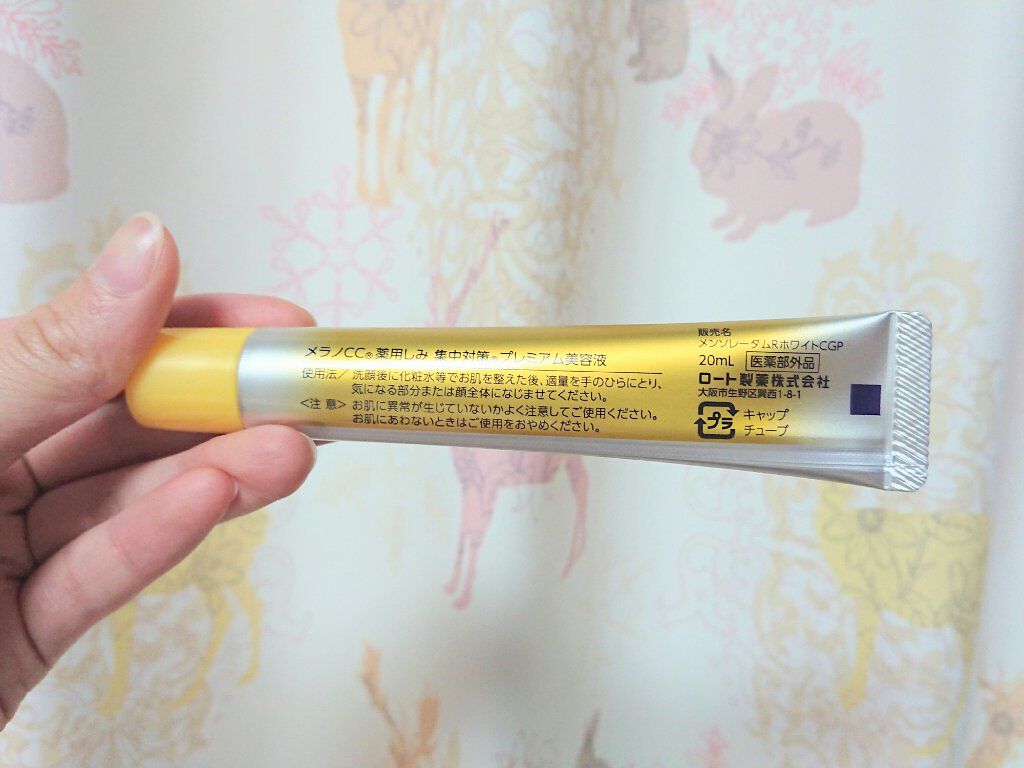 メラノCC® 薬用しみ 集中対策®プレミアム美容液
使用法／洗顔後に化粧水等でお肌を整えた後、適量を手のひらにとり、
気になる部分または顔全体になじませてください。
＜注 意＞ お肌に異常が生じていないかよく注意してご使用ください。
お肌にあわないときはご使用をおやめください。
販売名
メンソレータムRホワイトCGP
20mL 医薬部外品
ロート製薬株式会社
大阪市生野区巽西1-8-1
プラ
キャップ
チューブ